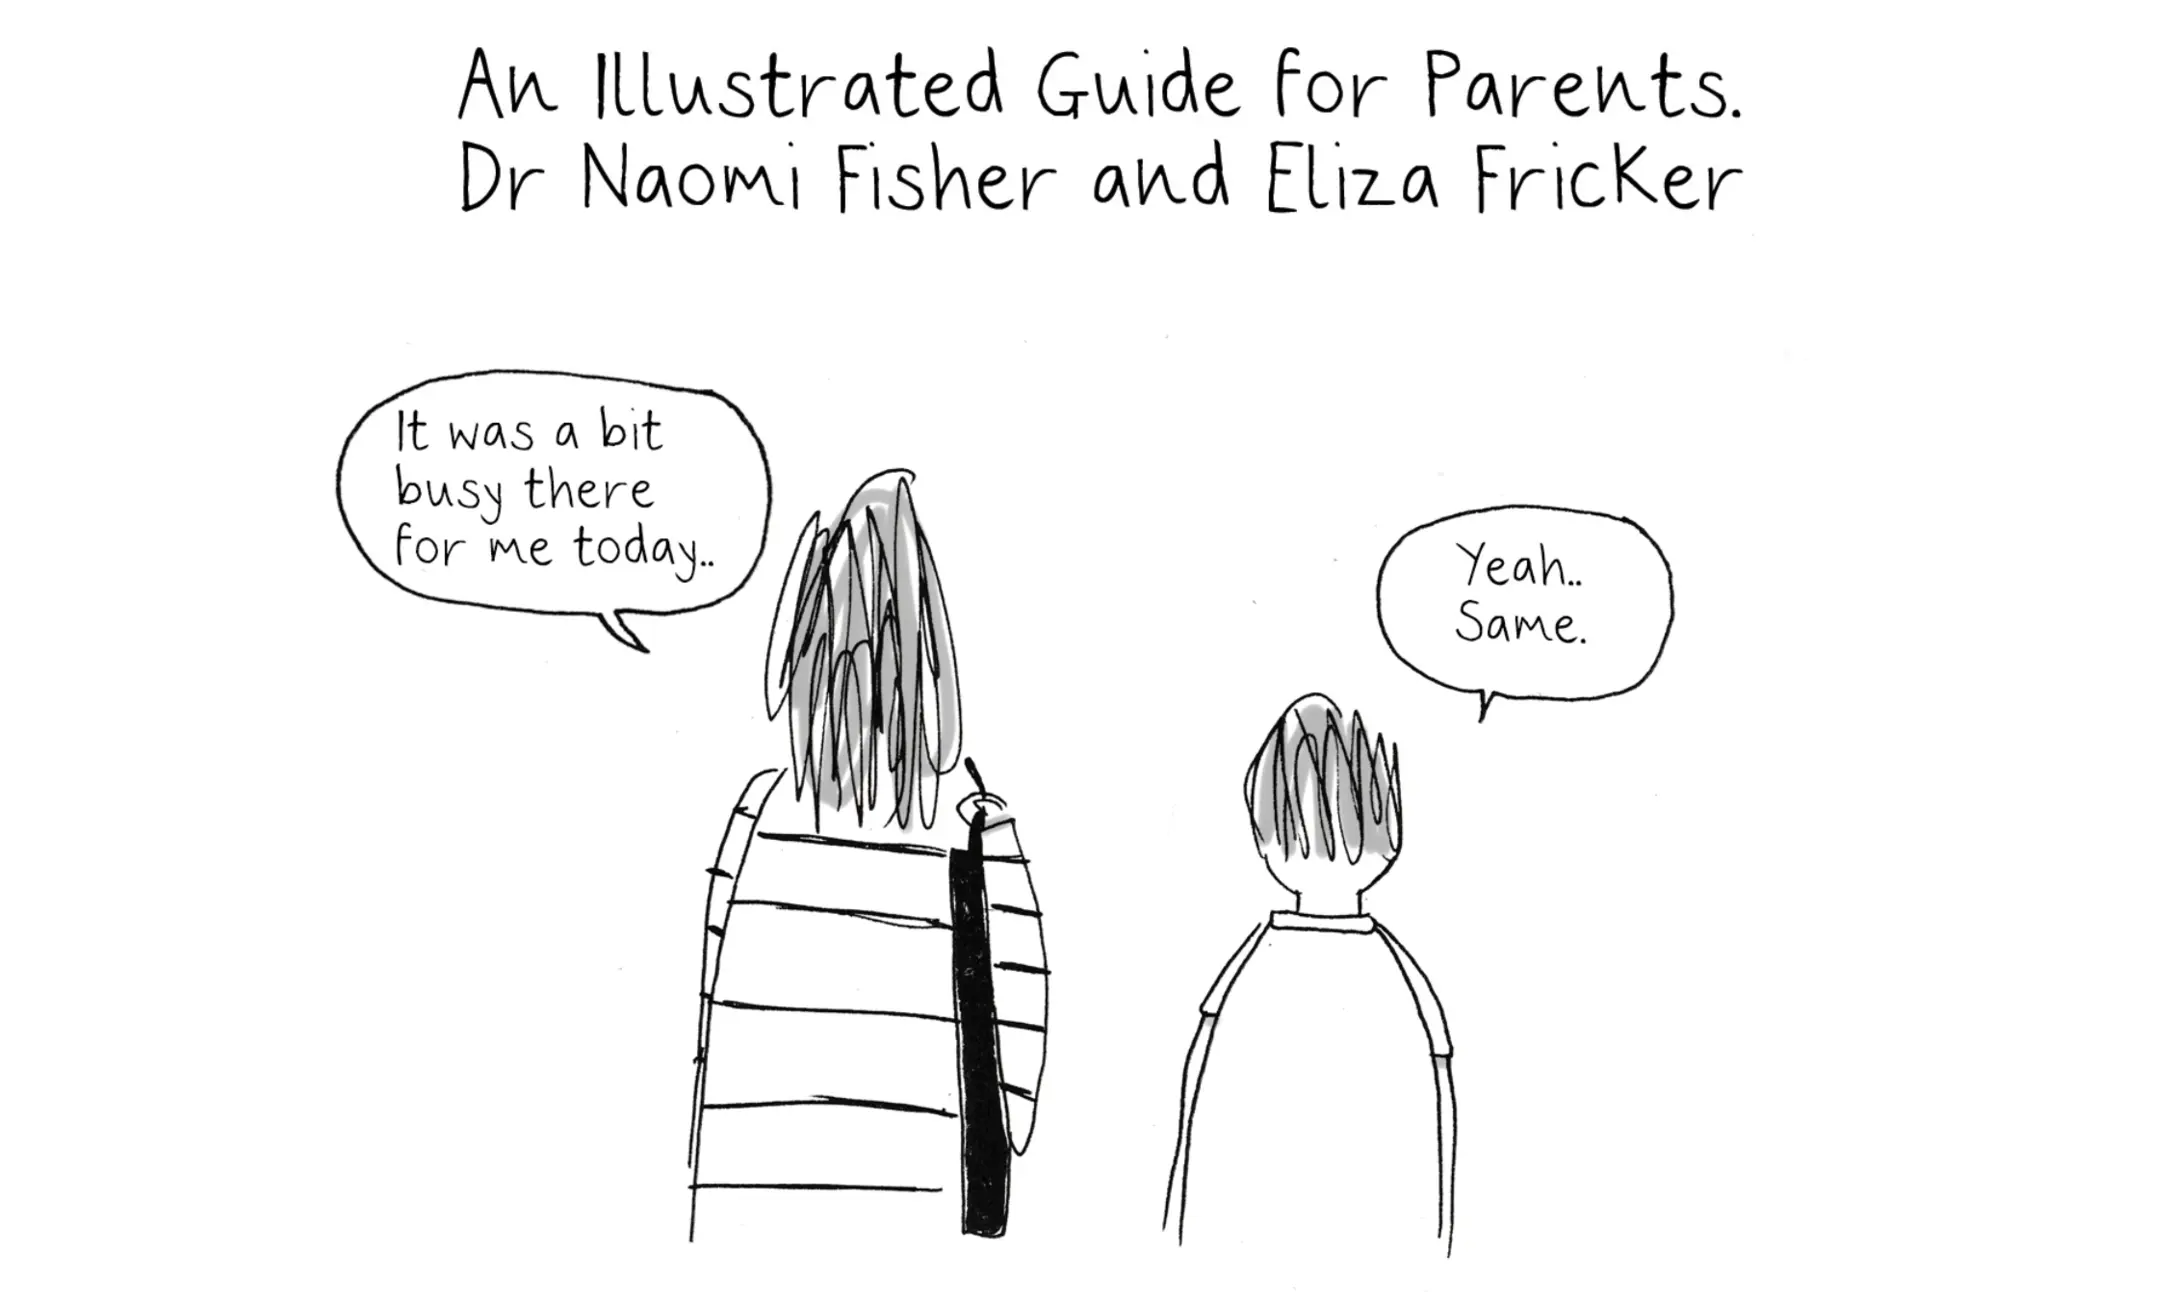 An Illustrated Guide for Parents.
Dr Naomi Fisher and Eliza Fricker
It was a bit
busy there
for me today..
Yeah..
Same.